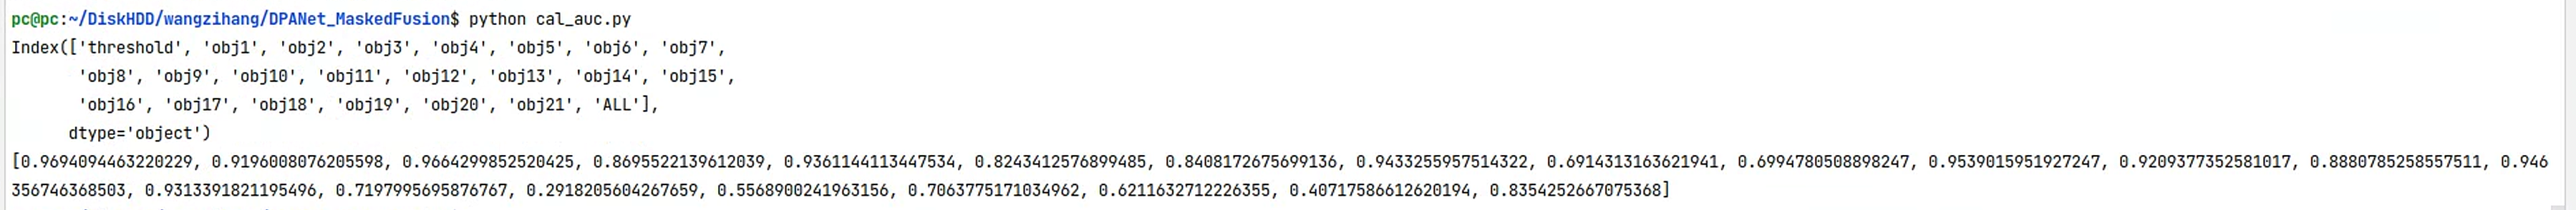 pc@pc:~/DiskHDD/wangzihang/DPANet_MaskedFusion$ python cal_auc.py
Index(['threshold', 'obj1', 'obj2', 'obj3', 'obj4', 'obj5', 'obj6', 'obj7',
'obj8', 'obj9', 'obj10', 'obj11', 'obj12', 'obj13', 'obj14', 'obj15',
'obj16', 'obj17', 'obj18', 'obj19', 'obj20', 'obj21', 'ALL'],
dtype='object')
[0.9694094463220229, 0.9196008076205598, 0.9664299852520425, 0.8695522139612039, 0.9361144113447534, 0.8243412576899485, 0.8408172675699136, 0.9433255957514322, 0.6914313163621941, 0.6994780508898247, 0.9539015951927247, 0.9209377352581017, 0.8880785258557511, 0.946
356746368503, 0.9313391821195496, 0.7197995695876767, 0.2918205604267659, 0.5568900241963156, 0.7063775171034962, 0.6211632712226355, 0.40717586612620194, 0.8354252667075368]